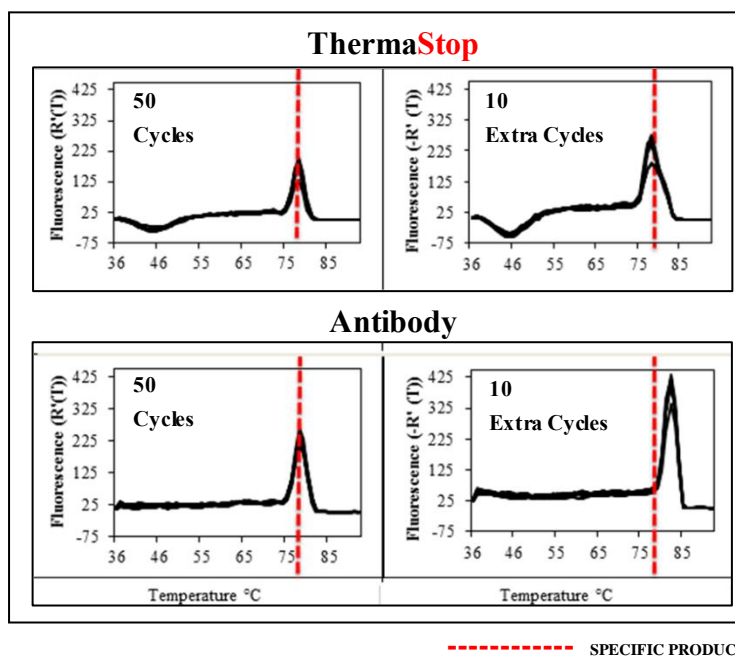 ThermaStop
Fluorescence (R'(T))
425
325
225
125
25
-75
50
Cycles
36 46 55 65 75 85
Fluorescence (-R' (T))
425
325
225
125
25
-75
10
Extra Cycles
36 46 55 65 75 85
Antibody
Fluorescence (R'(T))
425
325
225
125
25
-75
50
Cycles
36 46 55 65 75 85
Temperature °C
Fluorescence (-R' (T))
425
325
225
125
25
-75
10
Extra Cycles
36 46 55 65 75 85
Temperature °C
SPECIFIC PRODUC